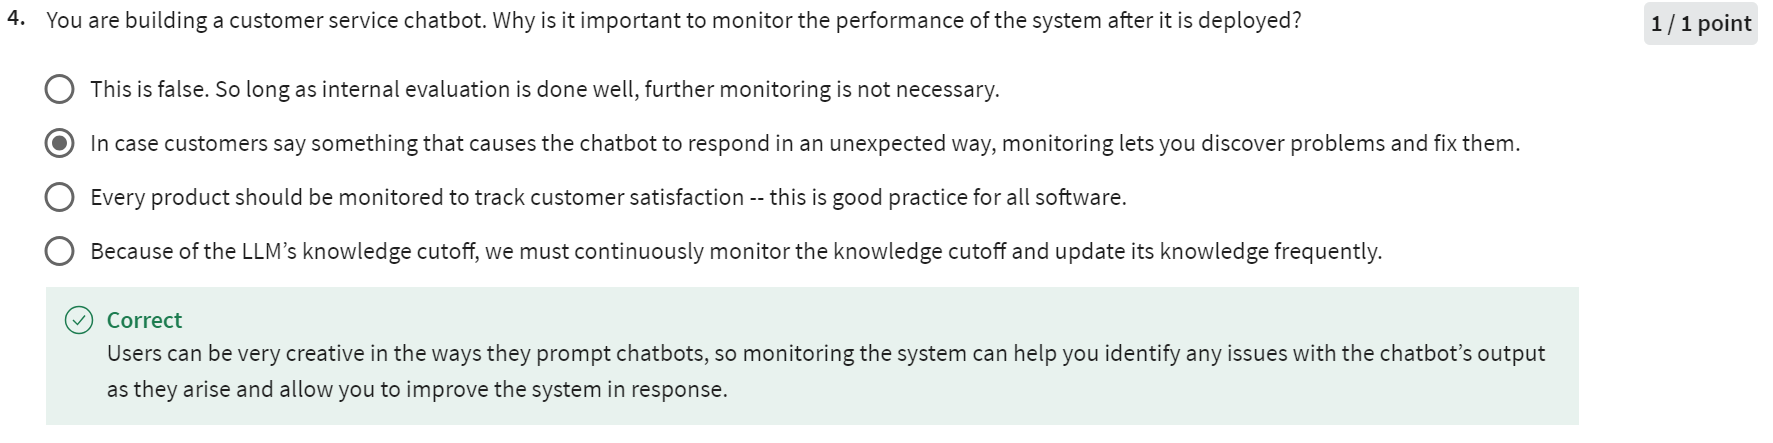 4. You are building a customer service chatbot. Why is it important to monitor the performance of the system after it is deployed?
1 / 1 point
This is false. So long as internal evaluation is done well, further monitoring is not necessary.
In case customers say something that causes the chatbot to respond in an unexpected way, monitoring lets you discover problems and fix them.
Every product should be monitored to track customer satisfaction -- this is good practice for all software.
Because of the LLM’s knowledge cutoff, we must continuously monitor the knowledge cutoff and update its knowledge frequently.
Correct
Users can be very creative in the ways they prompt chatbots, so monitoring the system can help you identify any issues with the chatbot’s output
as they arise and allow you to improve the system in response.